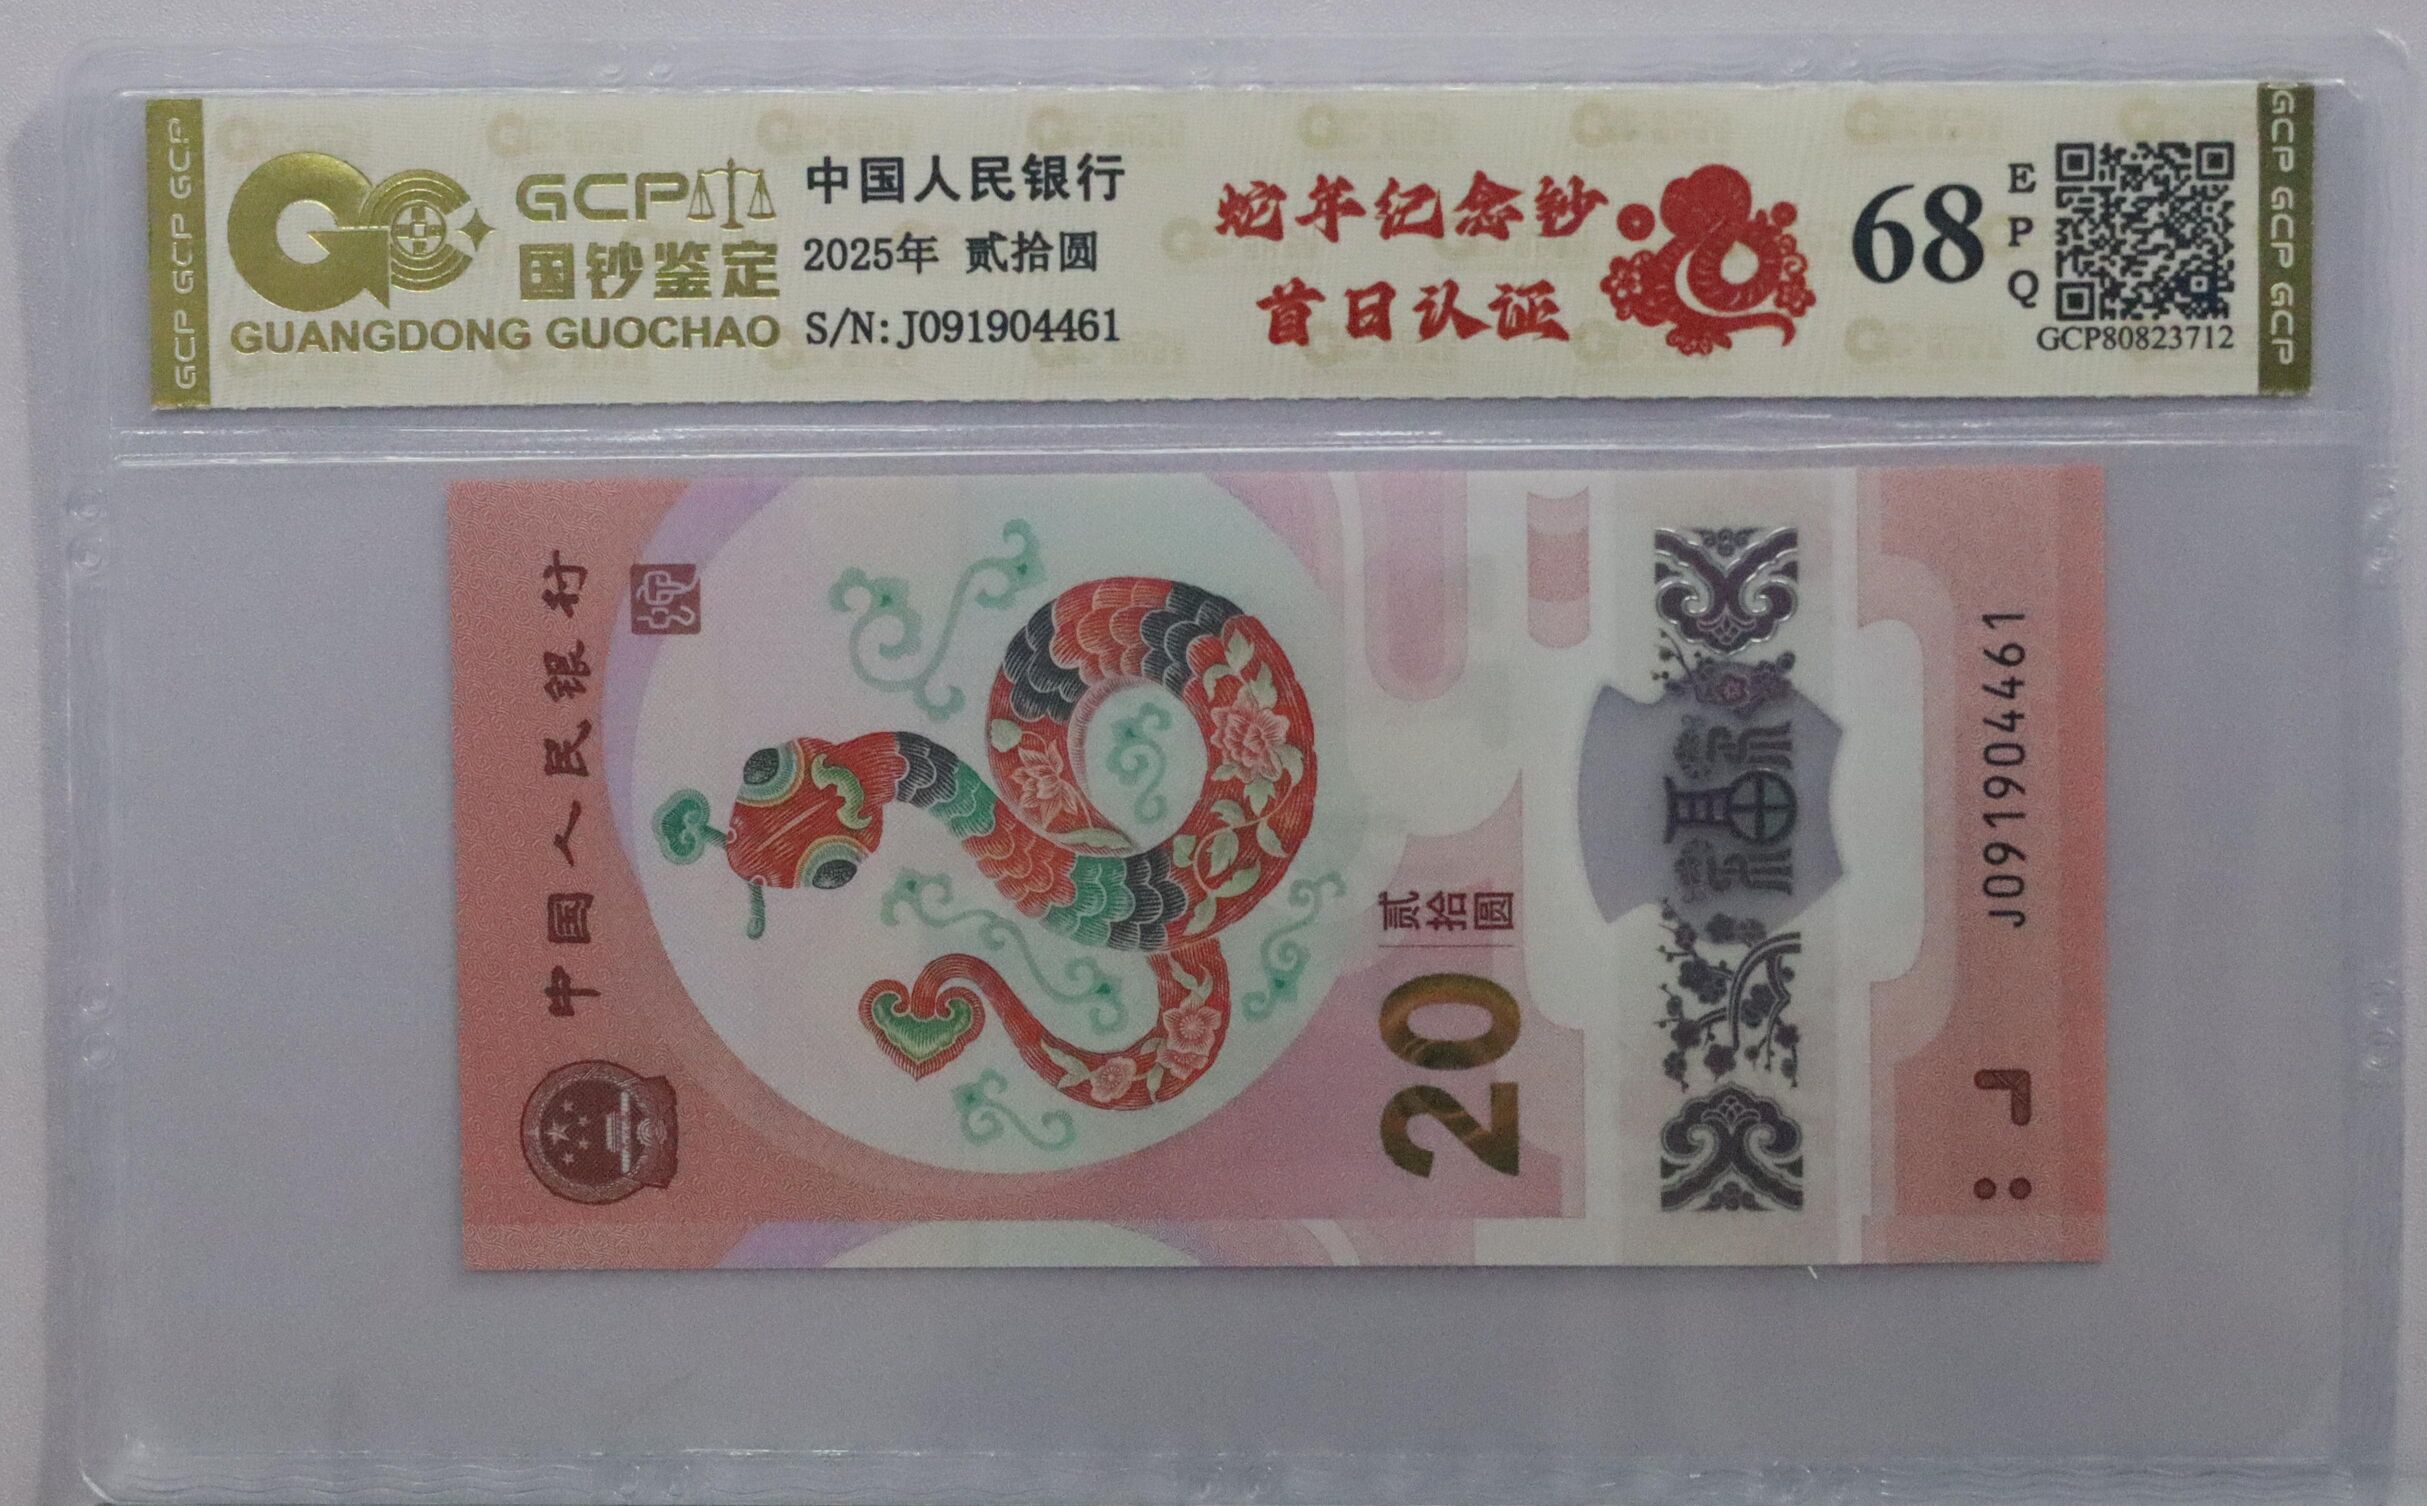 GCP GCP GCP
GCP
国钞鉴定
GUANGDONG GUOCHAO
中国人民银行
2025年 贰拾圆
S/N:J091904461
蛇年纪念钞
首日认证
68
EPQ
GCP80823712
GCP GCP GCP
中国人民银行
20
贰拾圆
J091904461